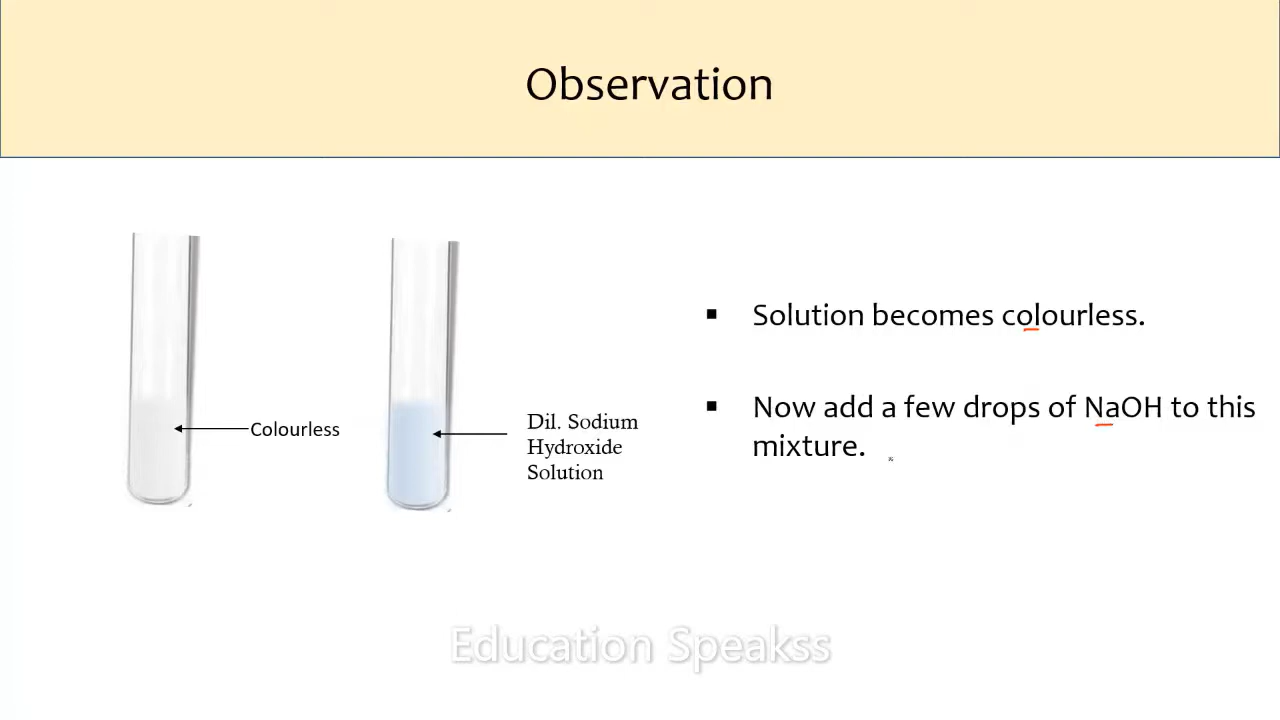 Observation
Colourless
Dil. Sodium
Hydroxide
Solution
▪ Solution becomes colourless.
▪ Now add a few drops of NaOH to this
mixture.
Education Speakss